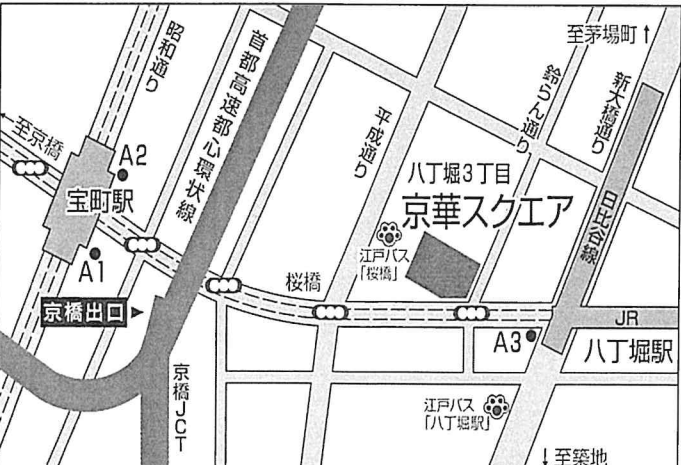 至茅場町↑
昭和通り
首都高速都心環状線
鈴らん通り
新大橋通り
←至京橋
平成通り
A2
八丁堀3丁目
宝町駅
京華スクエア
日比谷線
江戸バス
「桜橋」
A1
桜橋
京橋出口▶
JR
A3
八丁堀駅
京橋JCT
江戸バス
「八丁堀駅」
↓至築地